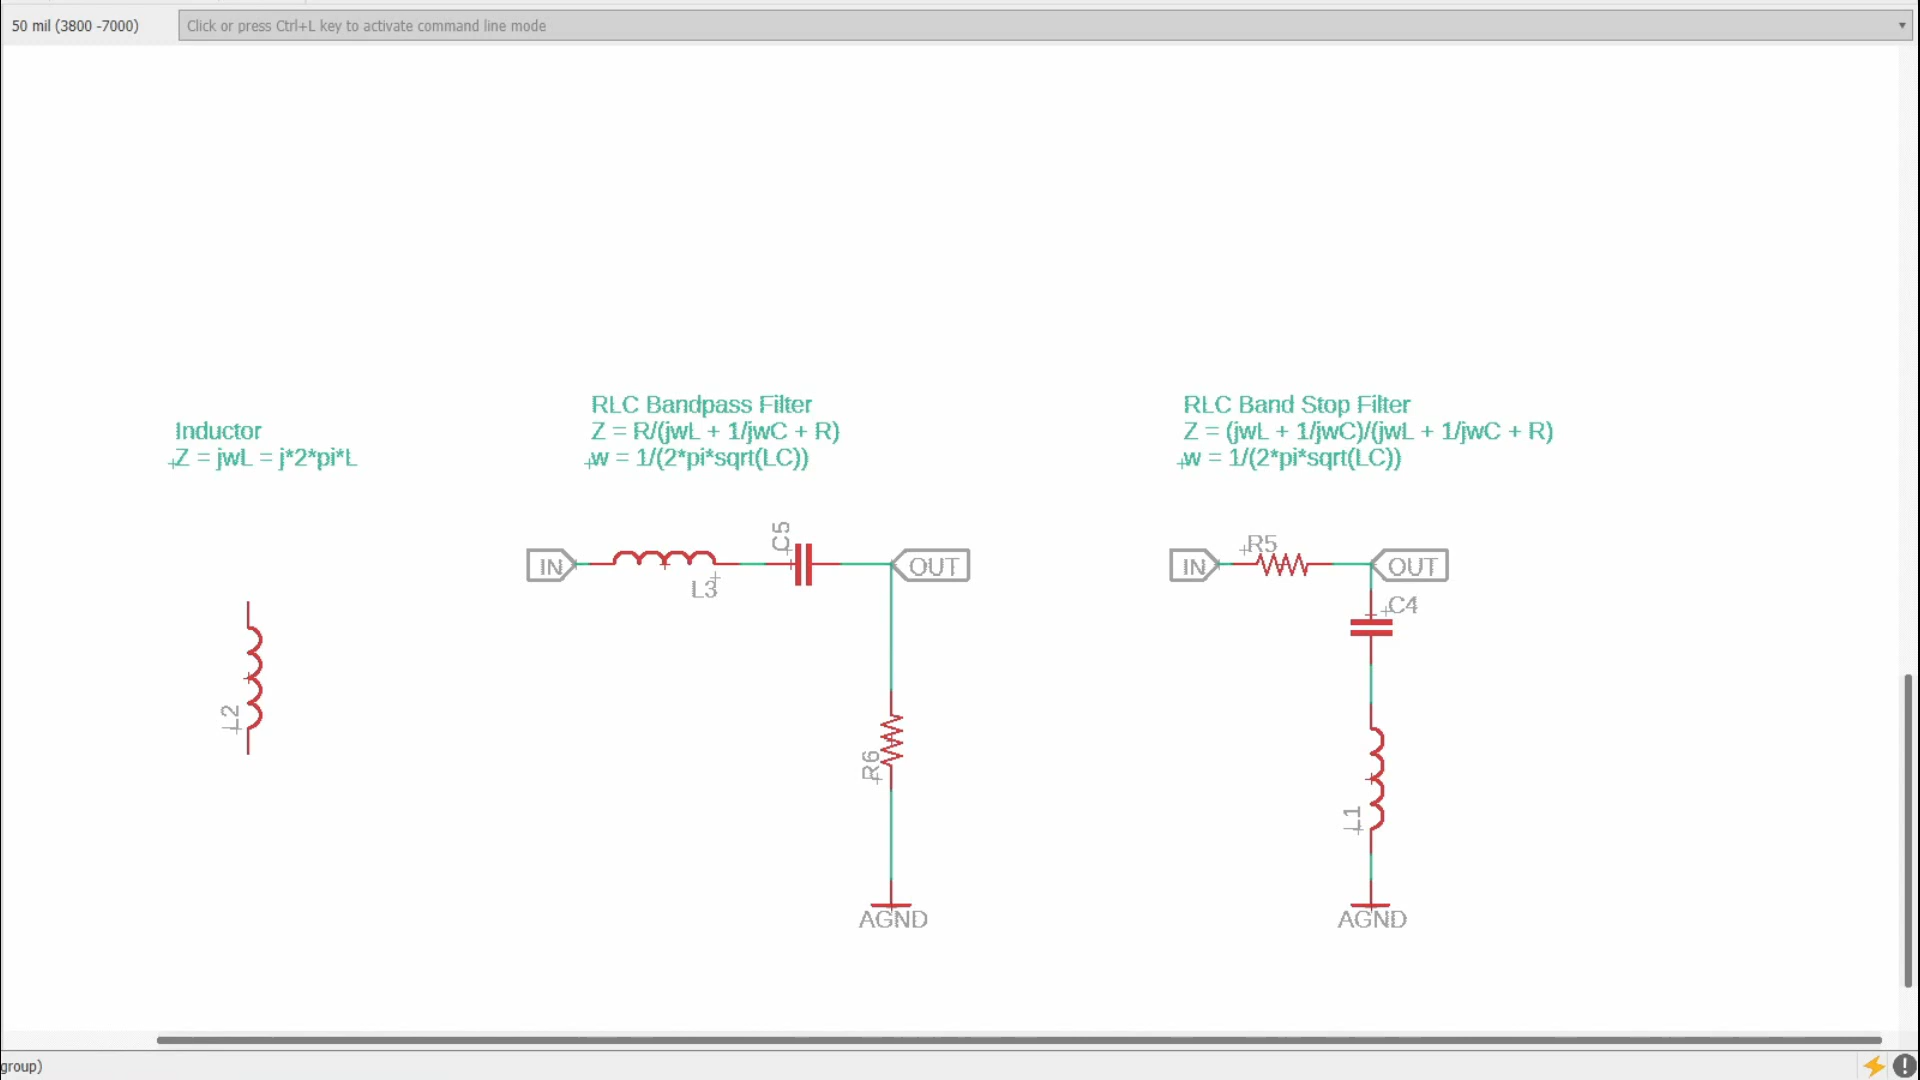 50 mil (3800 -7000)
Click or press Ctrl+L key to activate command line mode
Inductor
Z = jwL = j*2*pi*L
RLC Bandpass Filter
Z = R/(jwL + 1/jwC + R)
w = 1/(2*pi*sqrt(LC))
RLC Band Stop Filter
Z = (jwL + 1/jwC)/(jwL + 1/jwC + R)
w = 1/(2*pi*sqrt(LC))
L2
IN
L3
C5
OUT
R6
AGND
IN
R5
OUT
C4
L1
AGND
group)